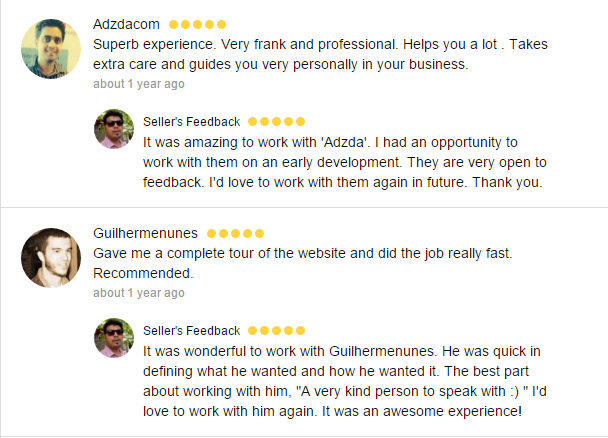 Adzdacom
Superb experience. Very frank and professional. Helps you a lot . Takes
extra care and guides you very personally in your business.
about 1 year ago
Seller's Feedback
It was amazing to work with 'Adzda'. I had an opportunity to
work with them on an early development. They are very open to
feedback. I'd love to work with them again in future. Thank you.
Guilhermenunes
Gave me a complete tour of the website and did the job really fast.
Recommended.
about 1 year ago
Seller's Feedback
It was wonderful to work with Guilhermenunes. He was quick in
defining what he wanted and how he wanted it. The best part
about working with him, "A very kind person to speak with :) " I'd
love to work with him again. It was an awesome experience!